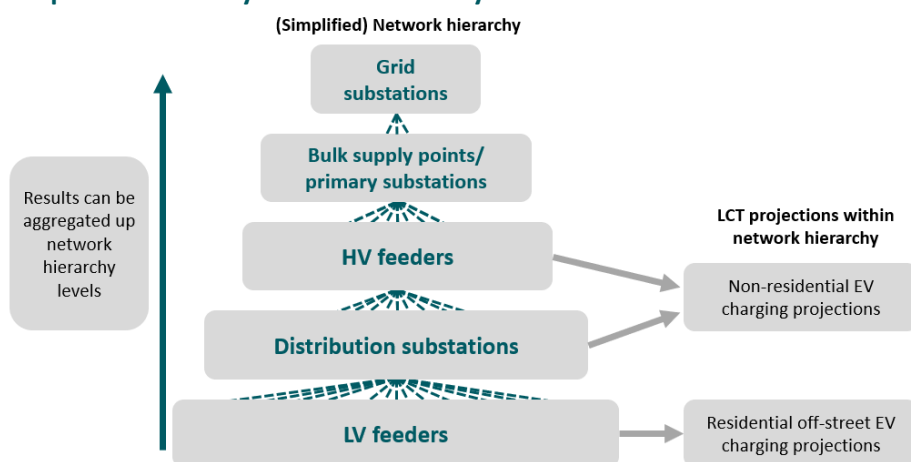 (Simplified) Network hierarchy
Grid
substations
Bulk supply points/
primary substations
Results can be
aggregated up
network
hierarchy
levels
HV feeders
LCT projections within
network hierarchy
Non-residential EV
charging projections
Distribution substations
LV feeders
Residential off-street EV
charging projections